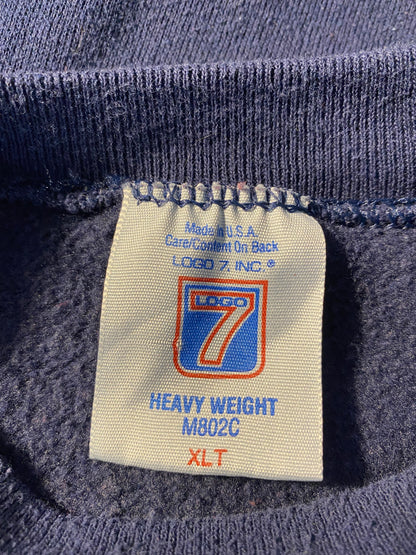 Made in U.S.A.
Care/Content On Back
LOGO 7, INC.®
LOGO
7
HEAVY WEIGHT
M802C
XLT